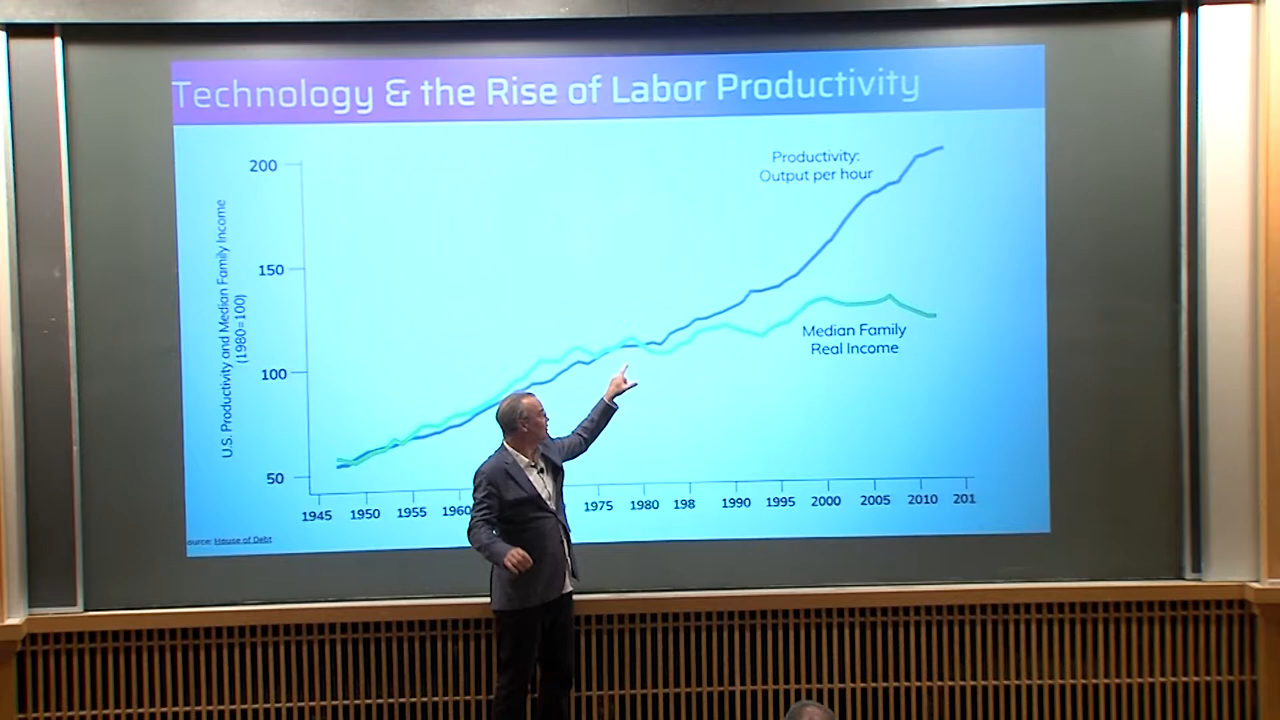 Technology & the Rise of Labor Productivity
200
150
100
50
U.S. Productivity and Median Family Income
(1980=100)
Productivity:
Output per hour
Median Family
Real Income
1945 1950 1955 1960 1975 1980 198 1990 1995 2000 2005 2010 201
ource: House of Debt